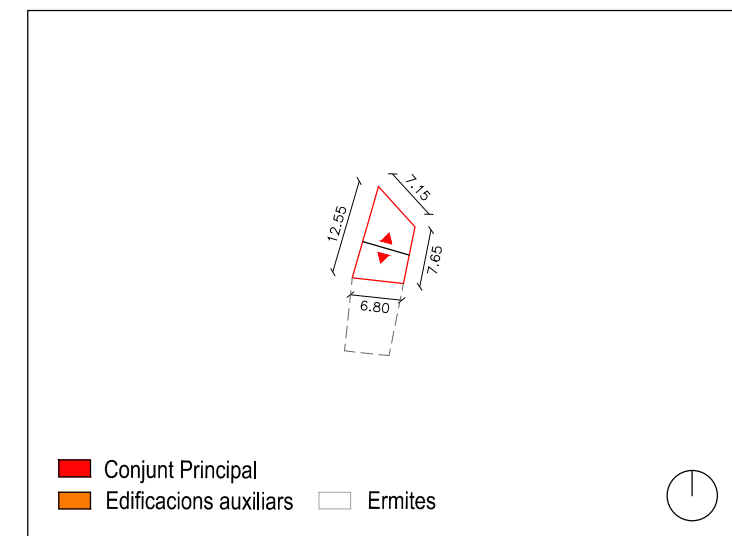 7.15
12.55
7.65
6.80
Conjunt Principal
Edificacions auxiliars
Ermites